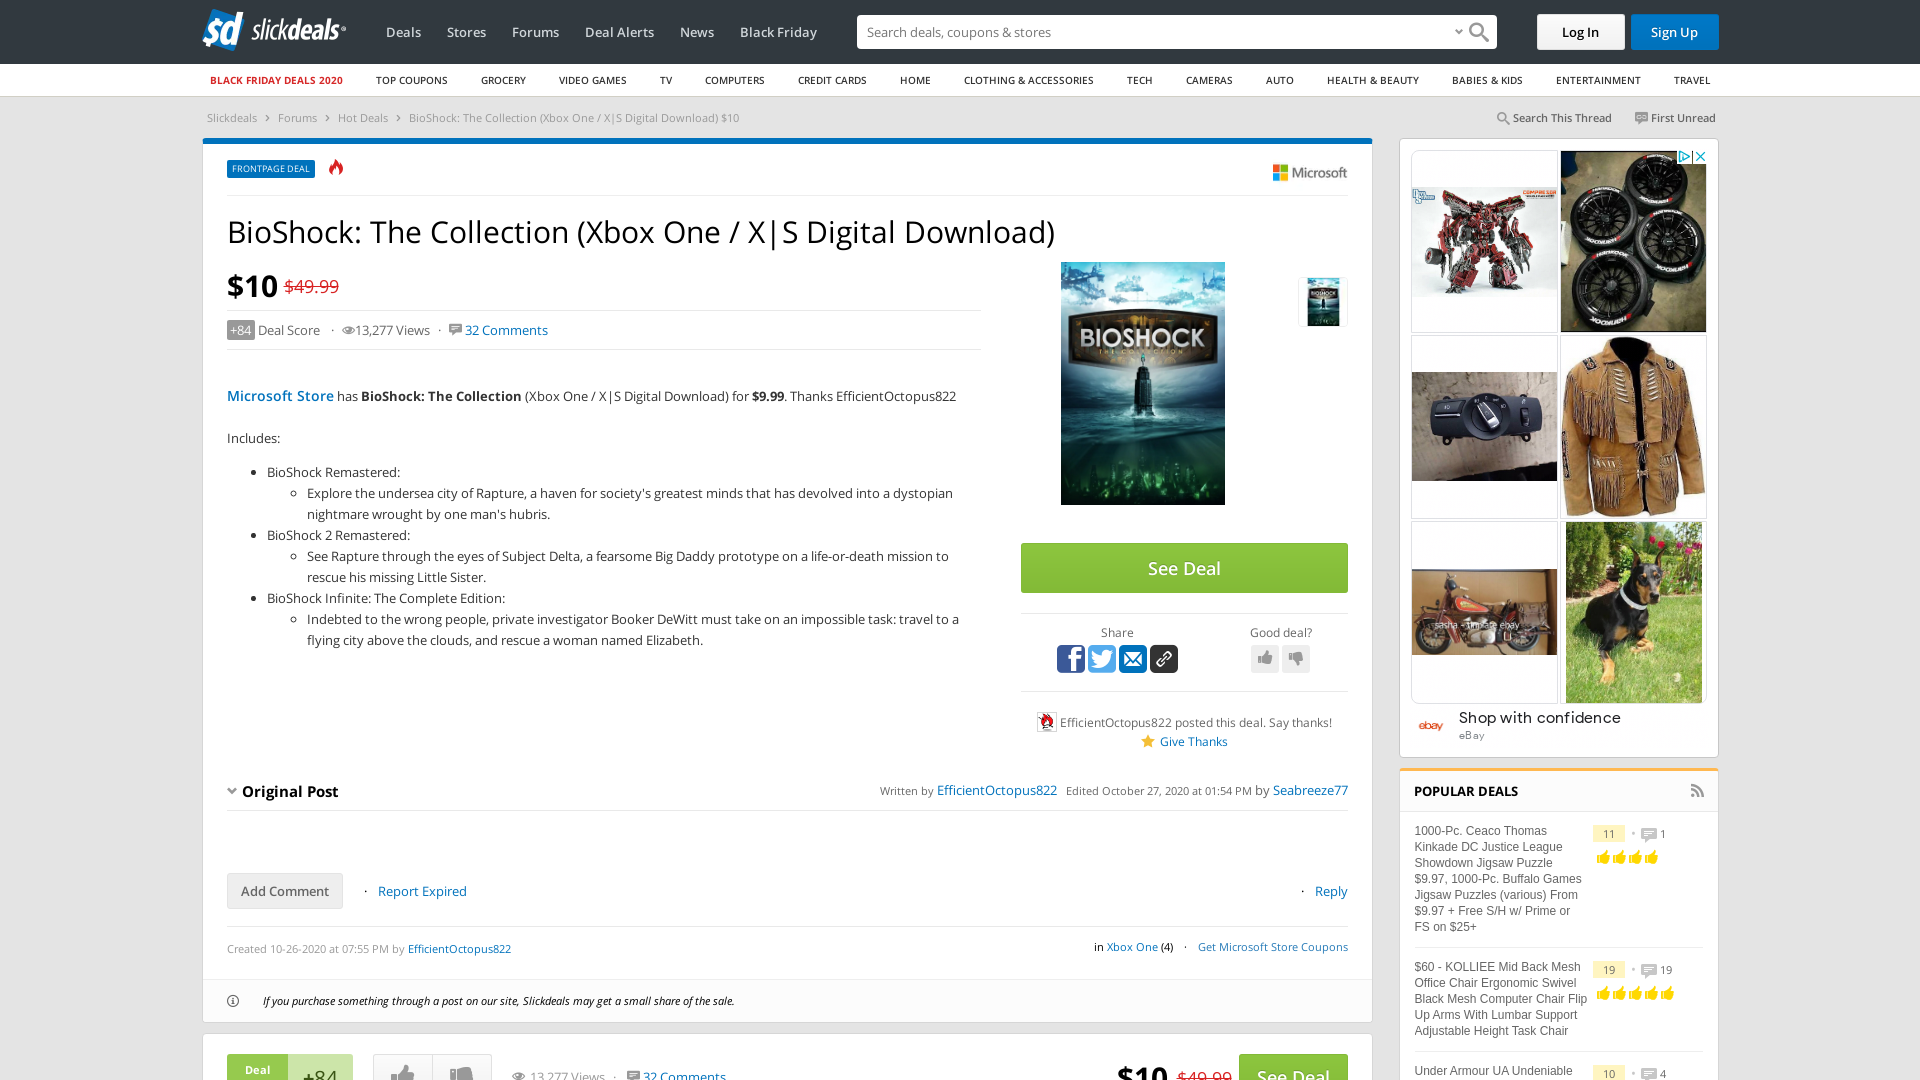 sd slickdeals
Deals Stores Forums Deal Alerts News Black Friday
Search deals, coupons & stores
Log In Sign Up
BLACK FRIDAY DEALS 2020 TOP COUPONS GROCERY VIDEO GAMES TV COMPUTERS CREDIT CARDS HOME CLOTHING & ACCESSORIES TECH CAMERAS AUTO HEALTH & BEAUTY BABIES & KIDS ENTERTAINMENT TRAVEL
Slickdeals › Forums › Hot Deals › BioShock: The Collection (Xbox One / X|S Digital Download) $10
Search This Thread First Unread
FRONTPAGE DEAL
Microsoft
BioShock: The Collection (Xbox One / X|S Digital Download)
$10 $49.99
+84 Deal Score · 13,277 Views · 32 Comments
BIOSHOCK
THE COLLECTION
BIOSHOCK
Microsoft Store has BioShock: The Collection (Xbox One / X|S Digital Download) for $9.99. Thanks EfficientOctopus822
Includes:
BioShock Remastered:
Explore the undersea city of Rapture, a haven for society's greatest minds that has devolved into a dystopian
nightmare wrought by one man's hubris.
BioShock 2 Remastered:
See Rapture through the eyes of Subject Delta, a fearsome Big Daddy prototype on a life-or-death mission to
rescue his missing Little Sister.
BioShock Infinite: The Complete Edition:
Indebted to the wrong people, private investigator Booker DeWitt must take on an impossible task: travel to a
flying city above the clouds, and rescue a woman named Elizabeth.
See Deal
Share
Good deal?
EfficientOctopus822 posted this deal. Say thanks!
Give Thanks
Original Post
Written by EfficientOctopus822 Edited October 27, 2020 at 01:54 PM by Seabreeze77
Add Comment · Report Expired
· Reply
Created 10-26-2020 at 07:55 PM by EfficientOctopus822
in Xbox One (4) · Get Microsoft Store Coupons
If you purchase something through a post on our site, Slickdeals may get a small share of the sale.
Deal
+84
13,277 Views · 32 Comments
$10 $49.99 See Deal
ebay
Shop with confidence
eBay
POPULAR DEALS
1000-Pc. Ceaco Thomas
Kinkade DC Justice League
Showdown Jigsaw Puzzle
$9.97, 1000-Pc. Buffalo Games
Jigsaw Puzzles (various) From
$9.97 + Free S/H w/ Prime or
FS on $25+
11 • 1
$60 - KOLLIEE Mid Back Mesh
Office Chair Ergonomic Swivel
Black Mesh Computer Chair Flip
Up Arms With Lumbar Support
Adjustable Height Task Chair
19 • 19
Under Armour UA Undeniable
10 • 4